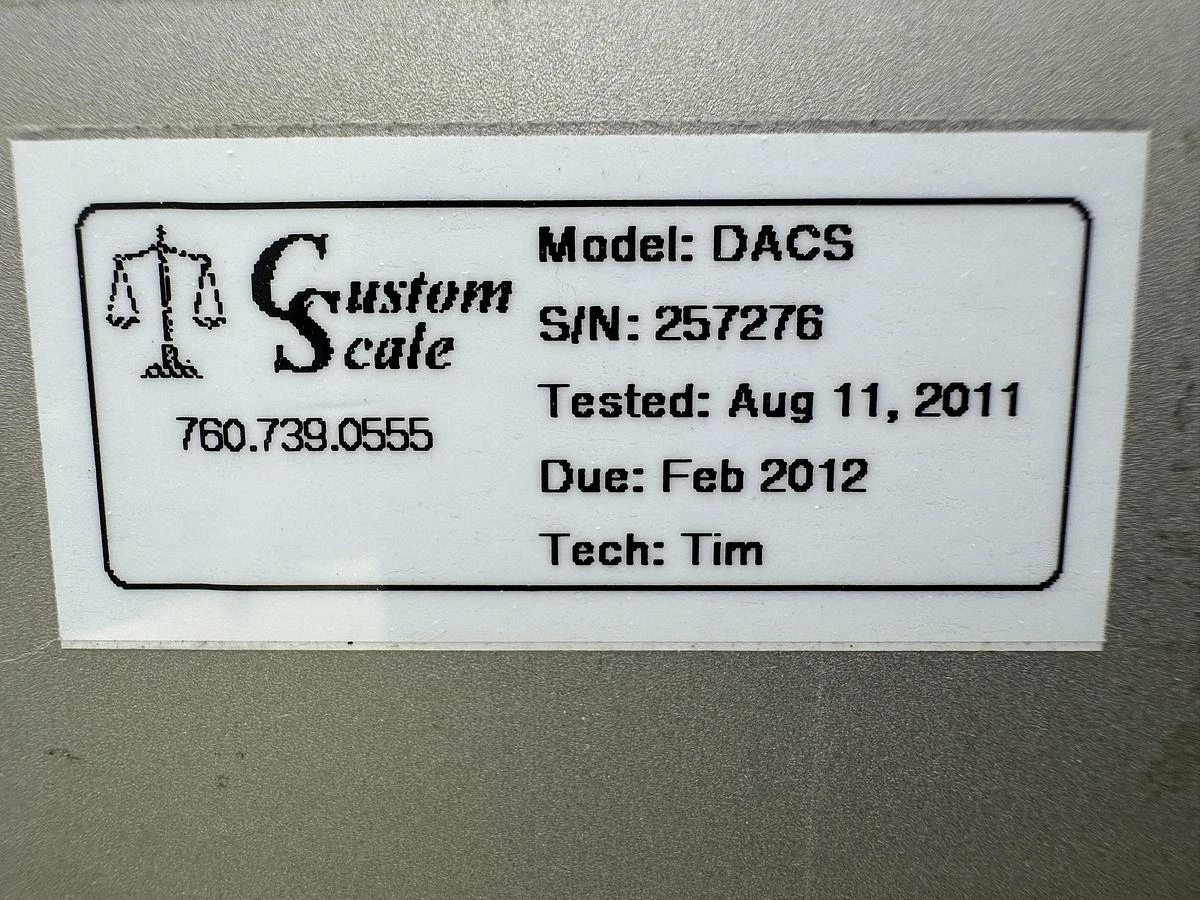 Custom
Scale
760.739.0555
Model: DACS
S/N: 257276
Tested: Aug 11, 2011
Due: Feb 2012
Tech: Tim